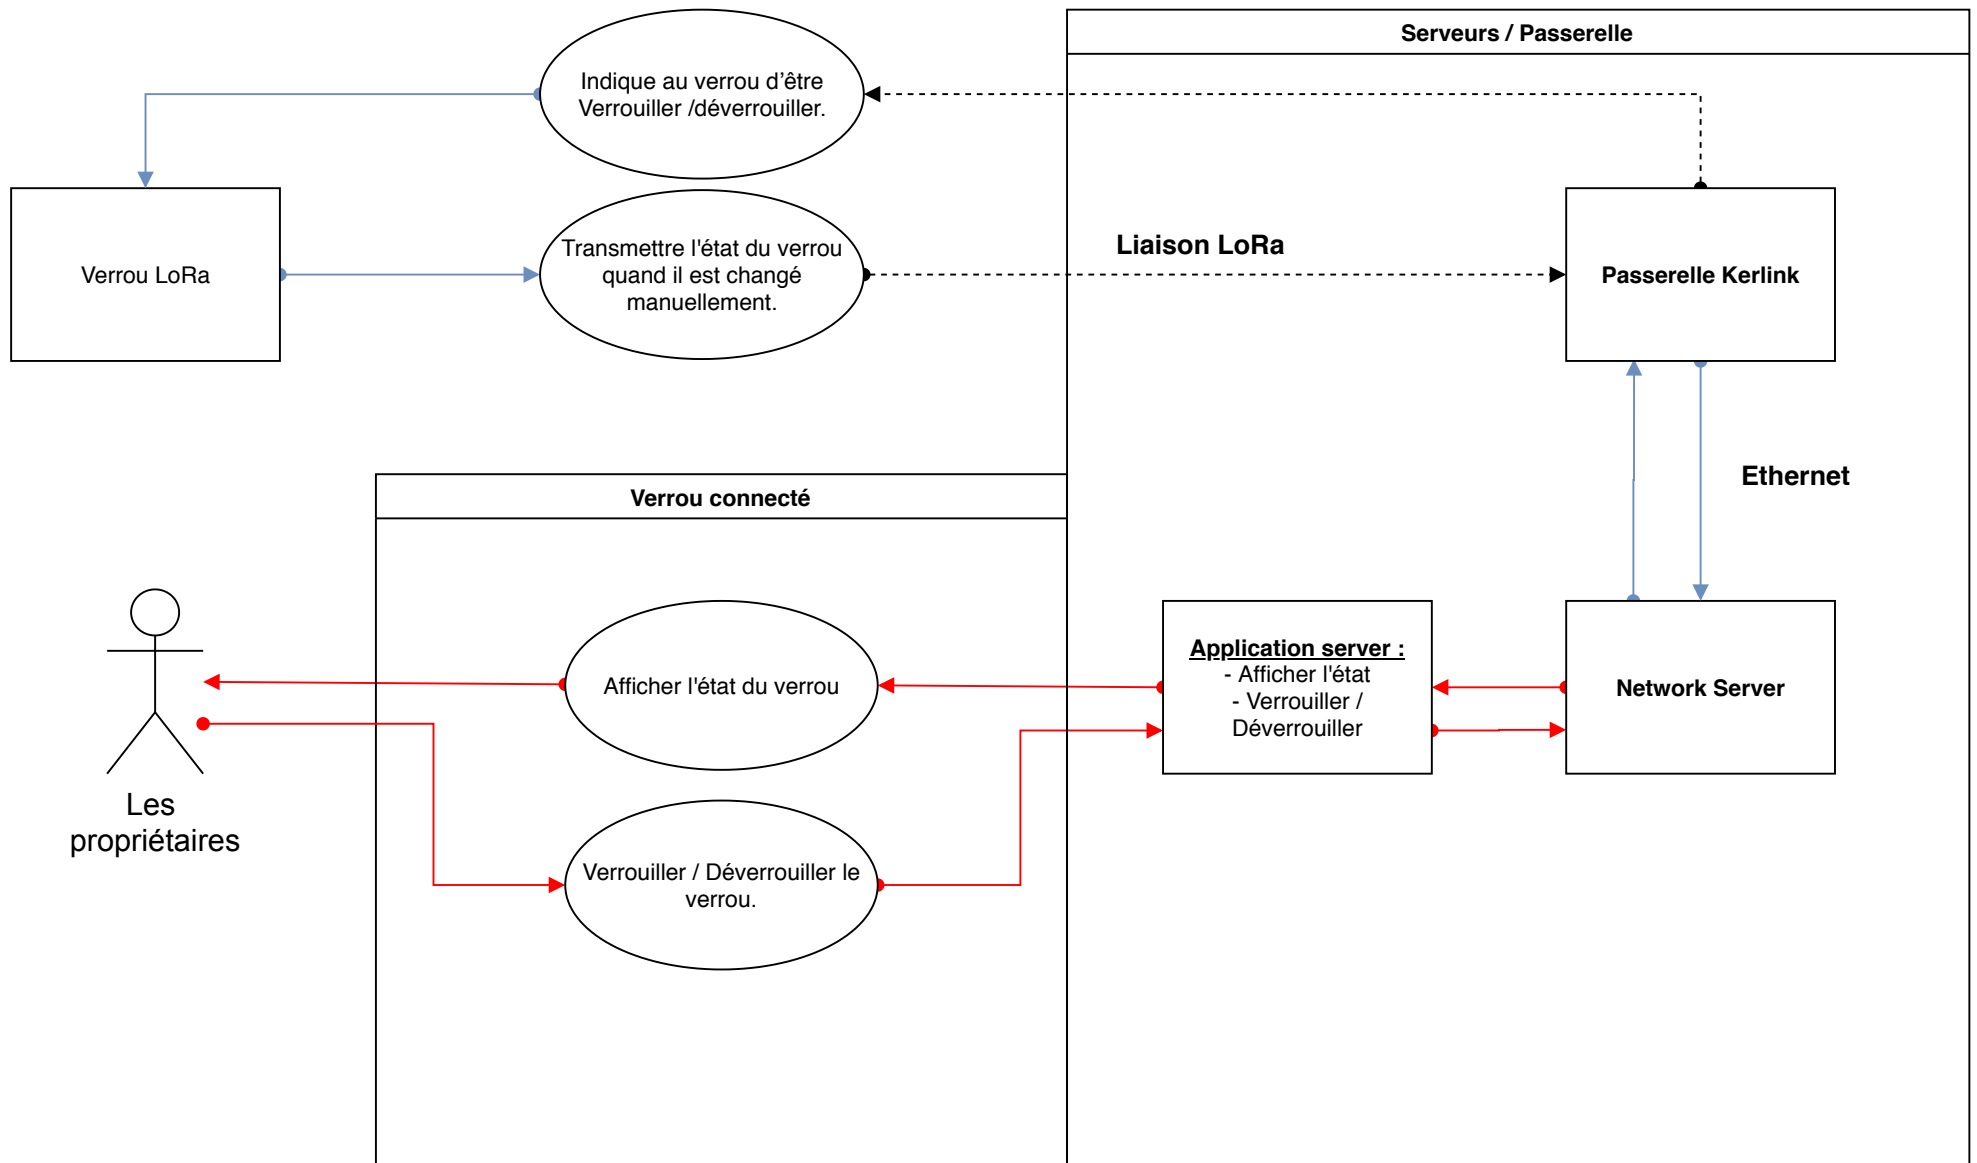 Serveurs / Passerelle
Indique au verrou d’être
Verrouiller /déverrouiller.
Verrou LoRa
Transmettre l'état du verrou
quand il est changé
manuellement.
Liaison LoRa
Passerelle Kerlink
Ethernet
Verrou connecté
Afficher l'état du verrou
Application server :
- Afficher l'état
- Verrouiller /
Déverrouiller
Network Server
Les
propriétaires
Verrouiller / Déverrouiller le
verrou.